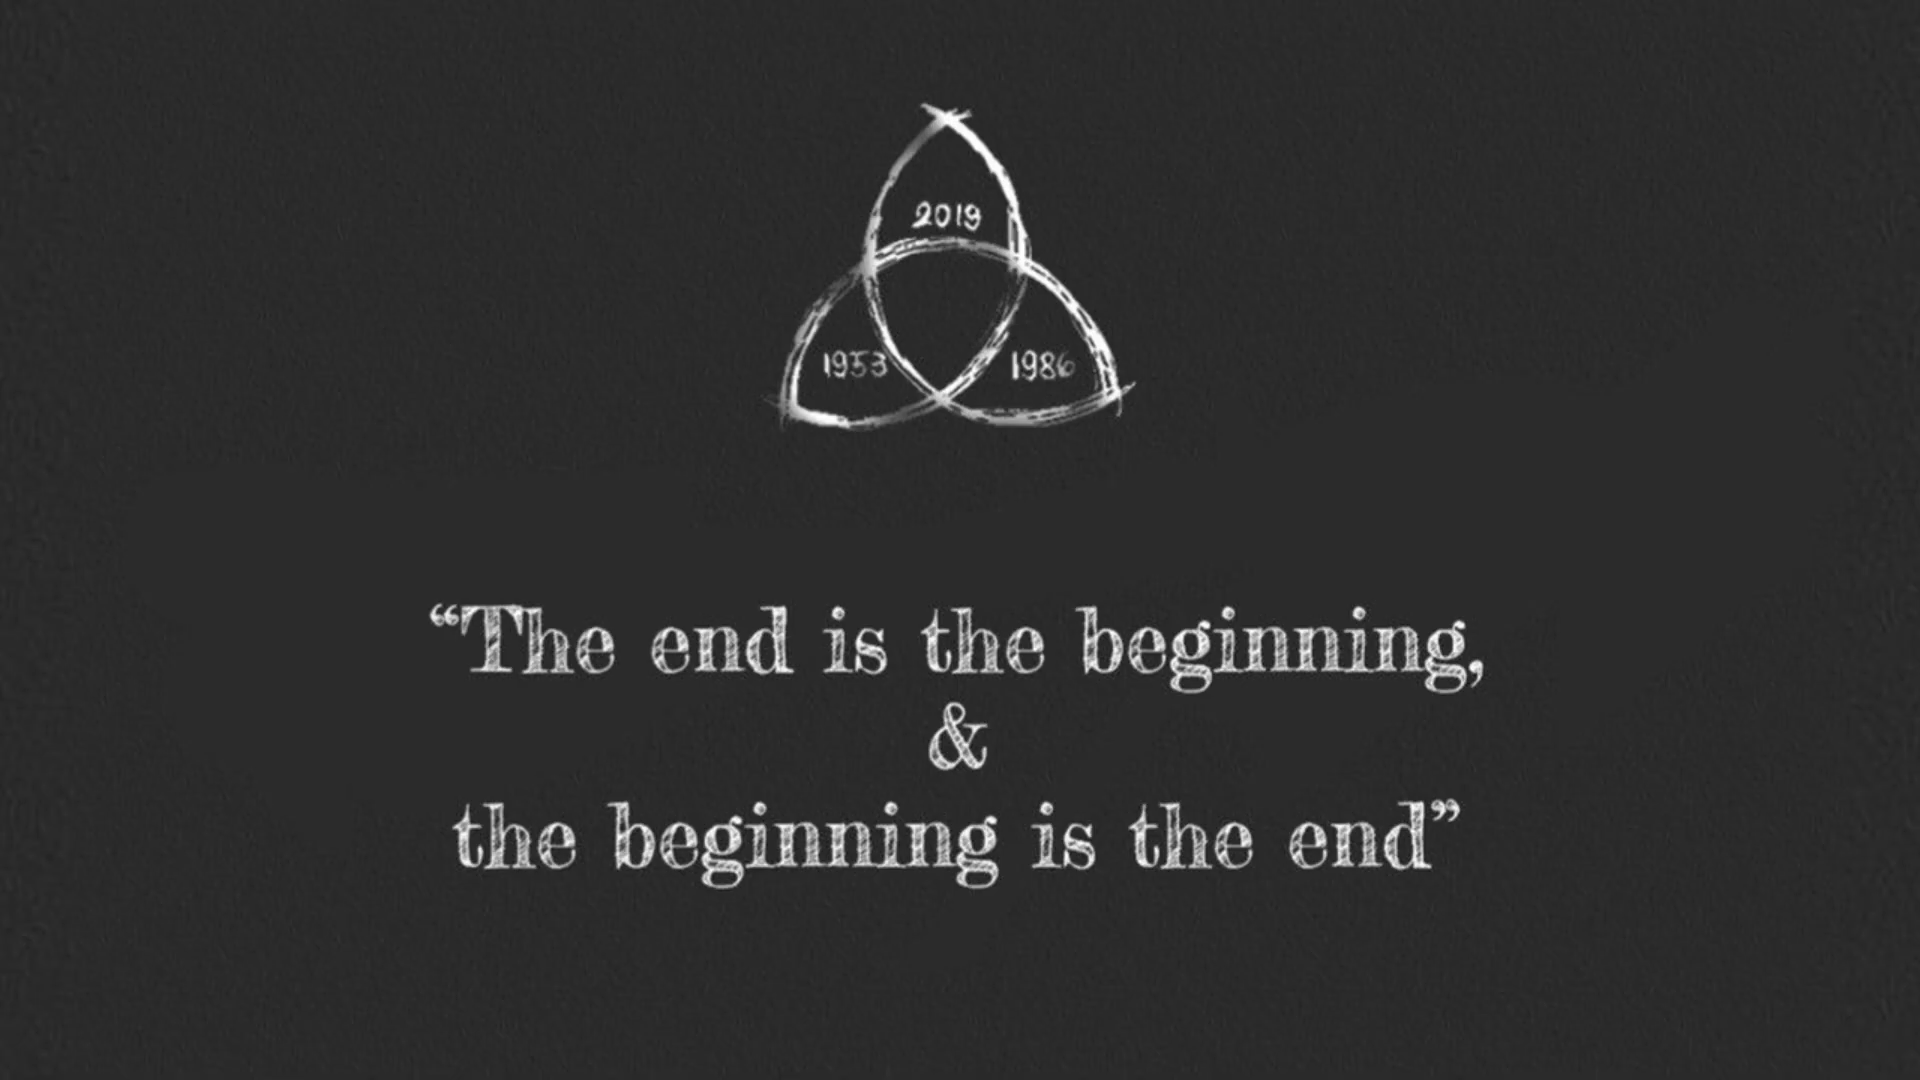 2019
1953 1986
“The end is the beginning,
&
the beginning is the end”